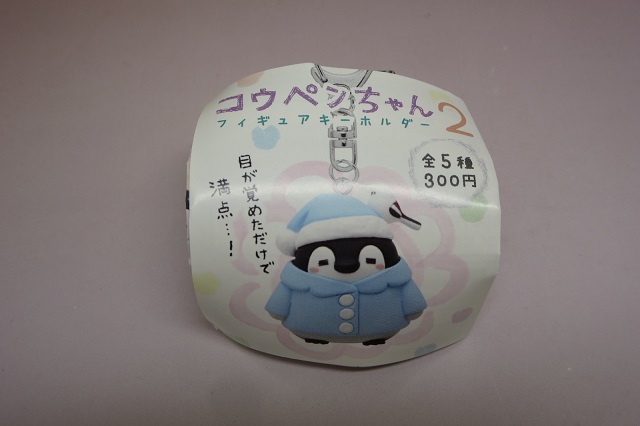 コウペンちゃん2
フィギュアキーホルダー
全5種
300円
目が覚めただけで
満点…!